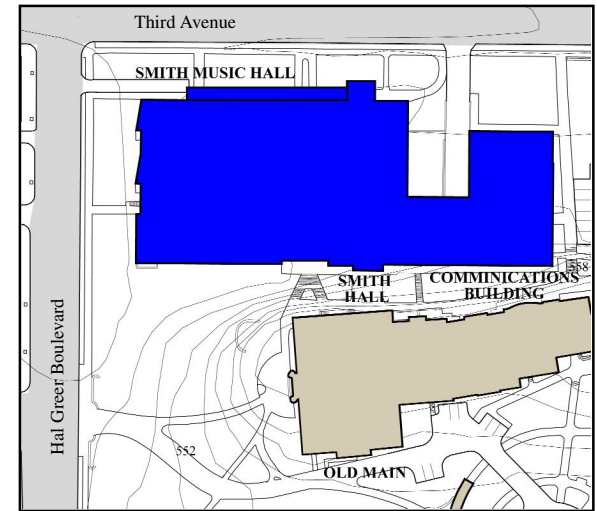 Third Avenue
SMITH MUSIC HALL
Hal Greer Boulevard
SMITH
HALL
COMMINICATIONS
BUILDING
558
552
OLD MAIN